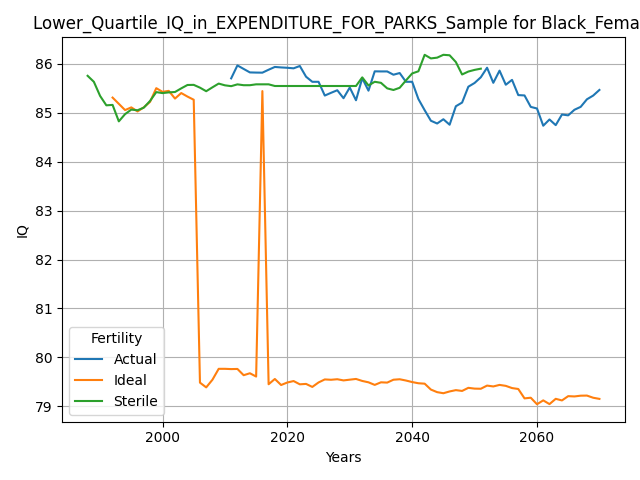 Lower_Quartile_IQ_in_EXPENDITURE_FOR_PARKS_Sample for Black_Fema
86
85
84
83
82
81
80
79
IQ
Fertility
Actual
Ideal
Sterile
2000 2020 2040 2060
Years